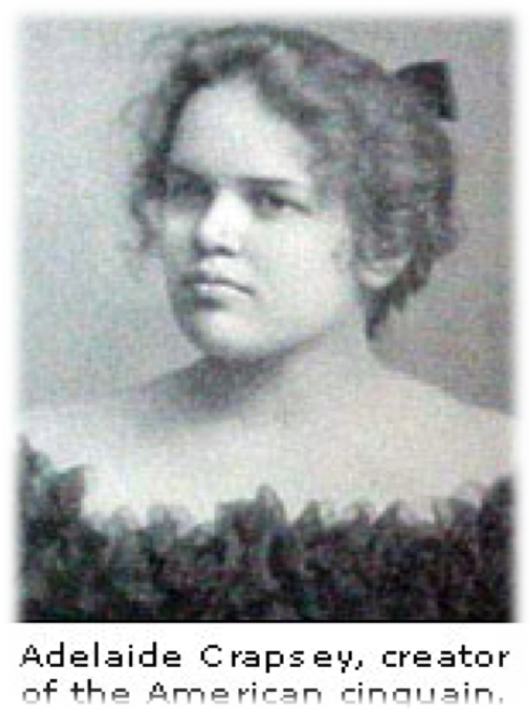 Adelaide Crapsey, creator
of the American cinquain.